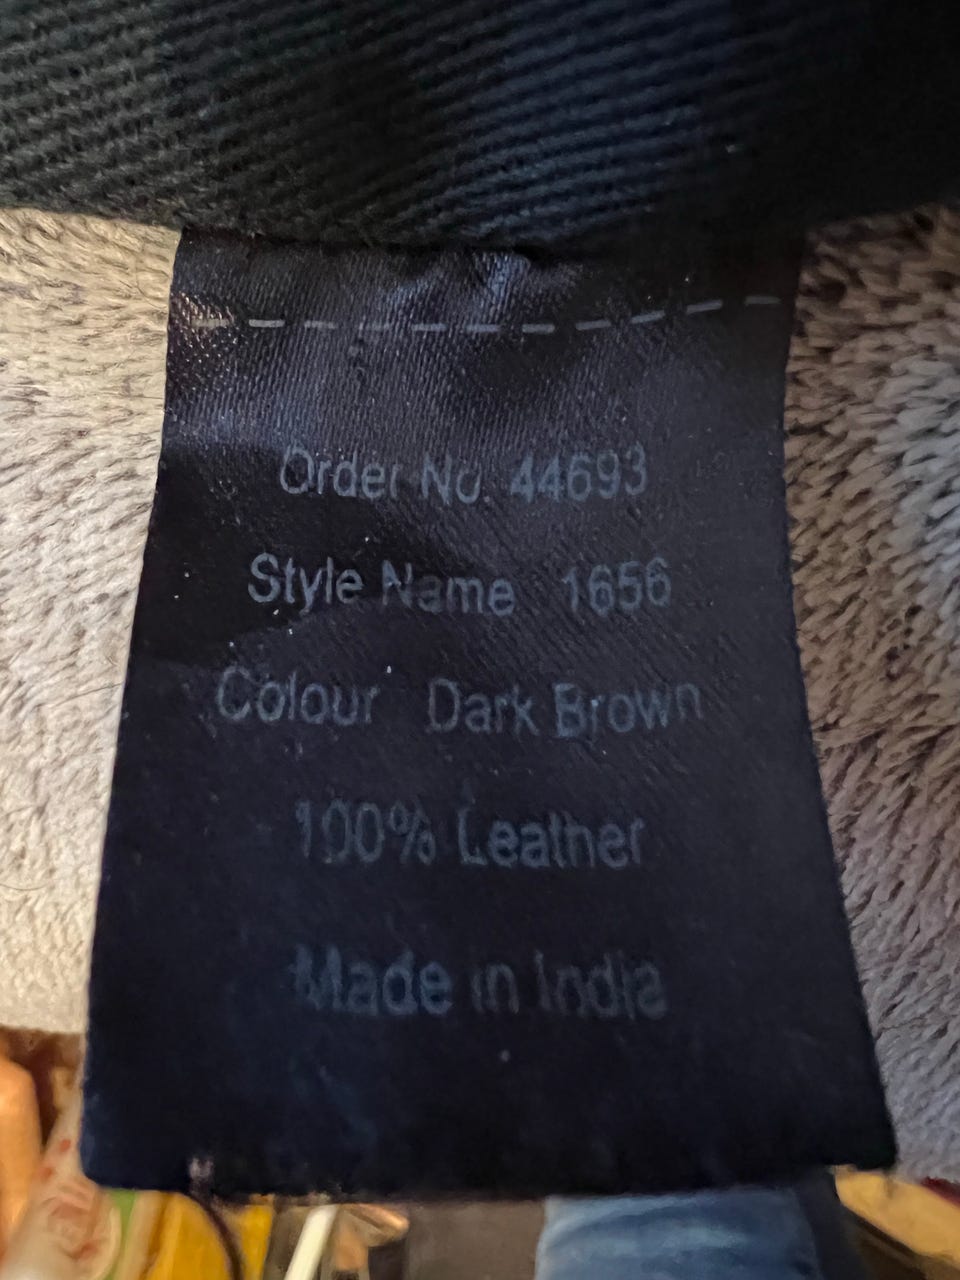 Order No. 44693
Style Name 1656
Colour Dark Brown
100% Leather
Made in India